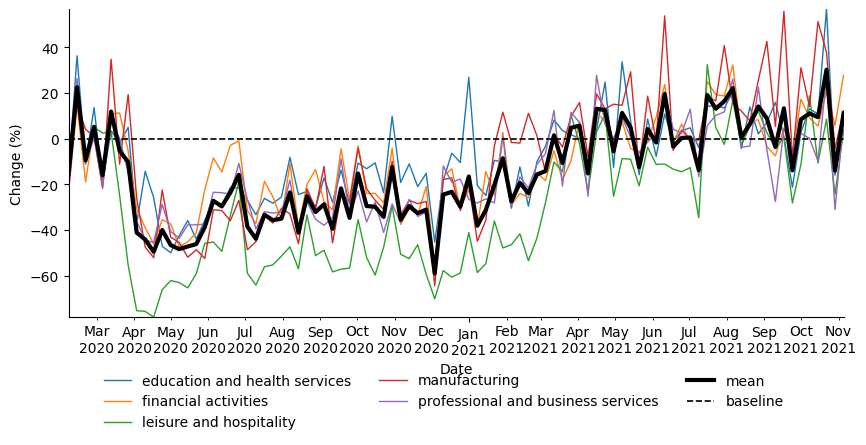 40
20
0
−20
−40
−60
Change (%)
Mar Apr May Jun Jul Aug Sep Oct Nov Dec Jan Feb Mar Apr May Jun Jul Aug Sep Oct Nov
2020 2020 2020 2020 2020 2020 2020 2020 2020 2020 2021 2021 2021 2021 2021 2021 2021 2021 2021 2021 2021
Date
education and health services manufacturing mean
financial activities professional and business services baseline
leisure and hospitality